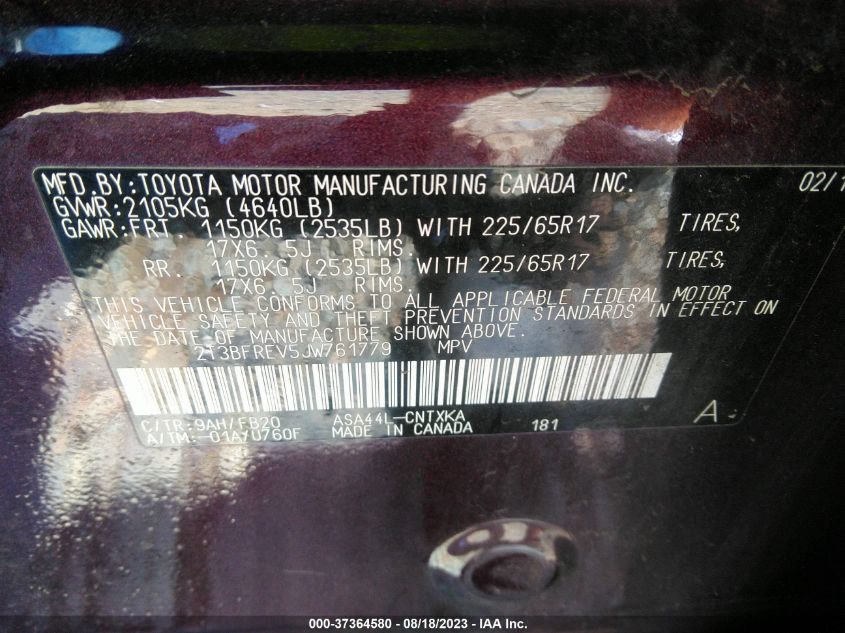 MFD.BY:TOYOTA MOTOR MANUFACTURING CANADA INC. 02/1
GVWR:2105KG (4640LB)
GAWR:FRT. 1150KG (2535LB) WITH 225/65R17 TIRES,
17X6. 5J RIMS.
RR. 1150KG (2535LB) WITH 225/65R17 TIRES,
17X6. 5J RIMS.
THIS VEHICLE CONFORMS TO ALL APPLICABLE FEDERAL MOTOR
VEHICLE SAFETY AND THEFT PREVENTION STANDARDS IN EFFECT ON
THE DATE OF MANUFACTURE SHOWN ABOVE.
2T3BFREV5JW761779 MPV
C/TR:9AH/FB20 ASA44L-CNTXKA A
A/TM:-01A/U760F MADE IN CANADA 181
000-37364580 - 08/18/2023 - IAA Inc.